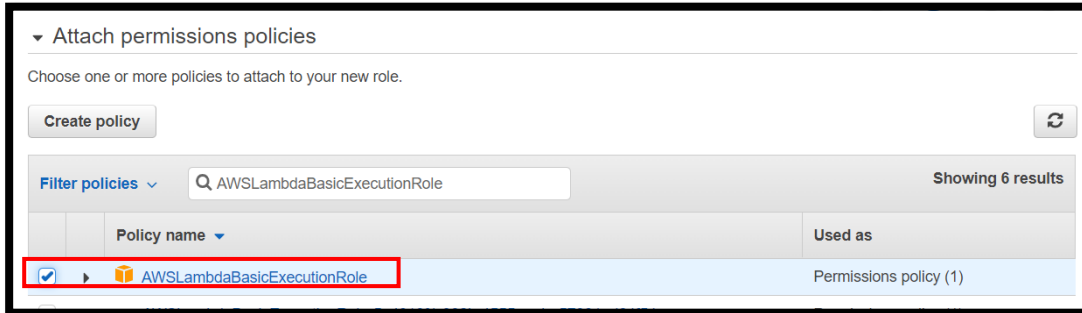 Attach permissions policies
Choose one or more policies to attach to your new role.
Create policy
Filter policies AWSLambdaBasicExecutionRole Showing 6 results
Policy name Used as
AWSLambdaBasicExecutionRole Permissions policy (1)